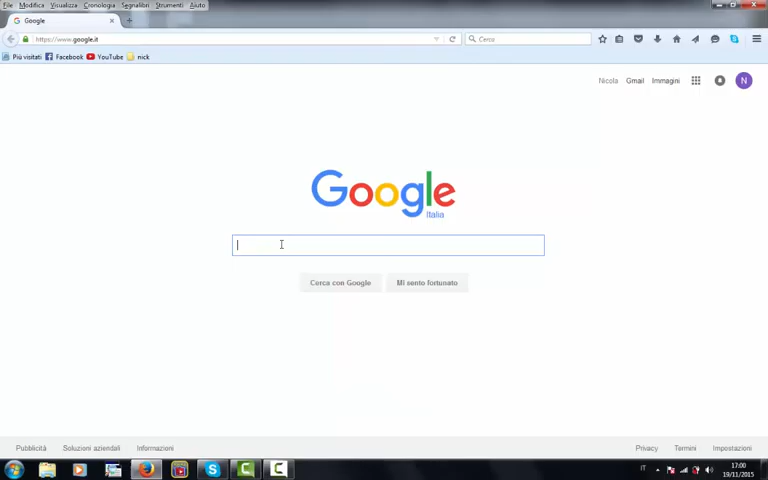 File Modifica Visualizza Cronologia Segnalibri Strumenti Aiuto
Google
https://www.google.it
Cerca
Più visitati Facebook YouTube nick
Nicola Gmail Immagini N
Google
Italia
Cerca con Google Mi sento fortunato
Pubblicità Soluzioni aziendali Informazioni Privacy Termini Impostazioni
IT 17:00
19/11/2015